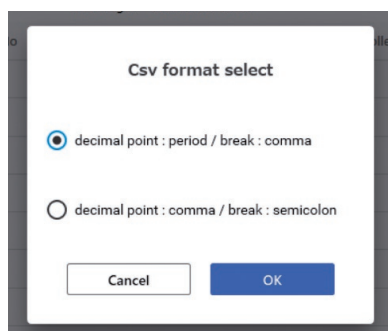 Csv format select
decimal point : period / break : comma
decimal point : comma / break : semicolon
Cancel
OK